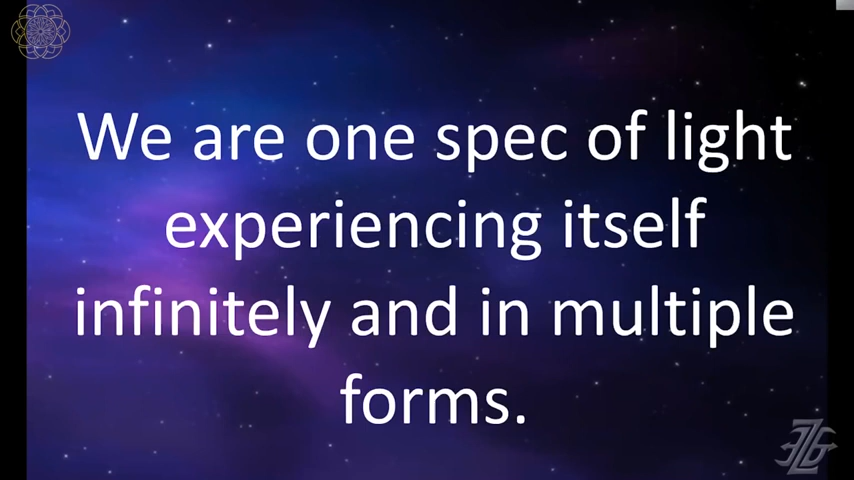 We are one spec of light
experiencing itself
infinitely and in multiple
forms.